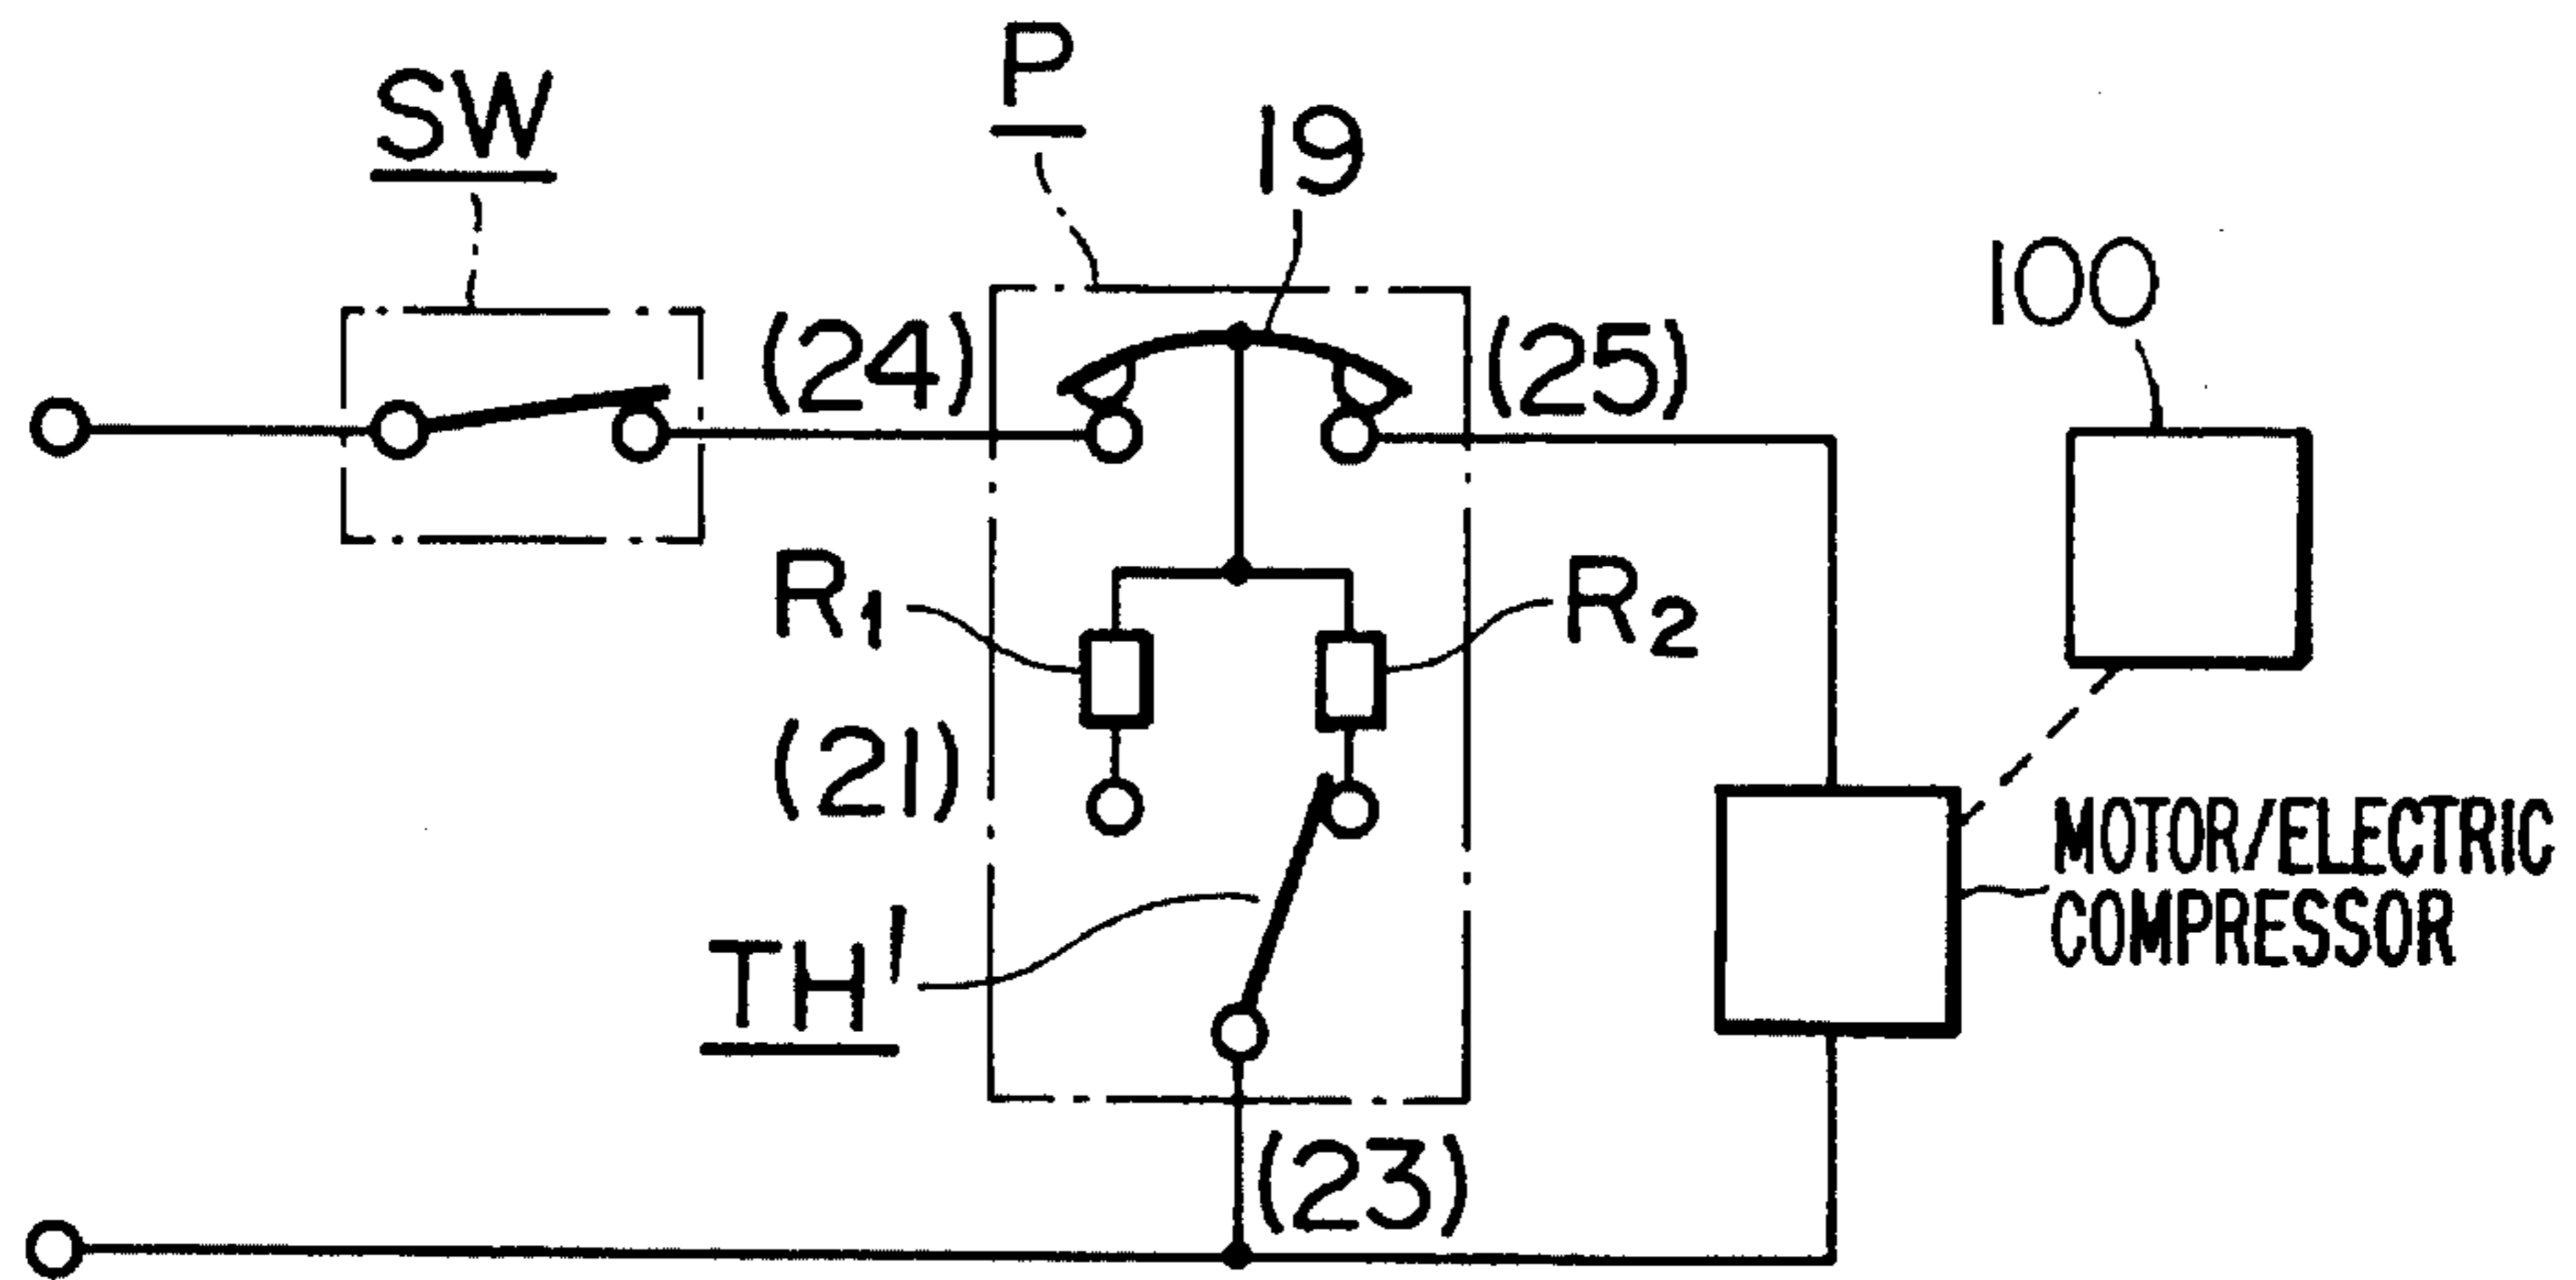 P
SW
19
100
(24)
(25)
R1
R2
(21)
MOTOR/ELECTRIC
COMPRESSOR
TH'
(23)